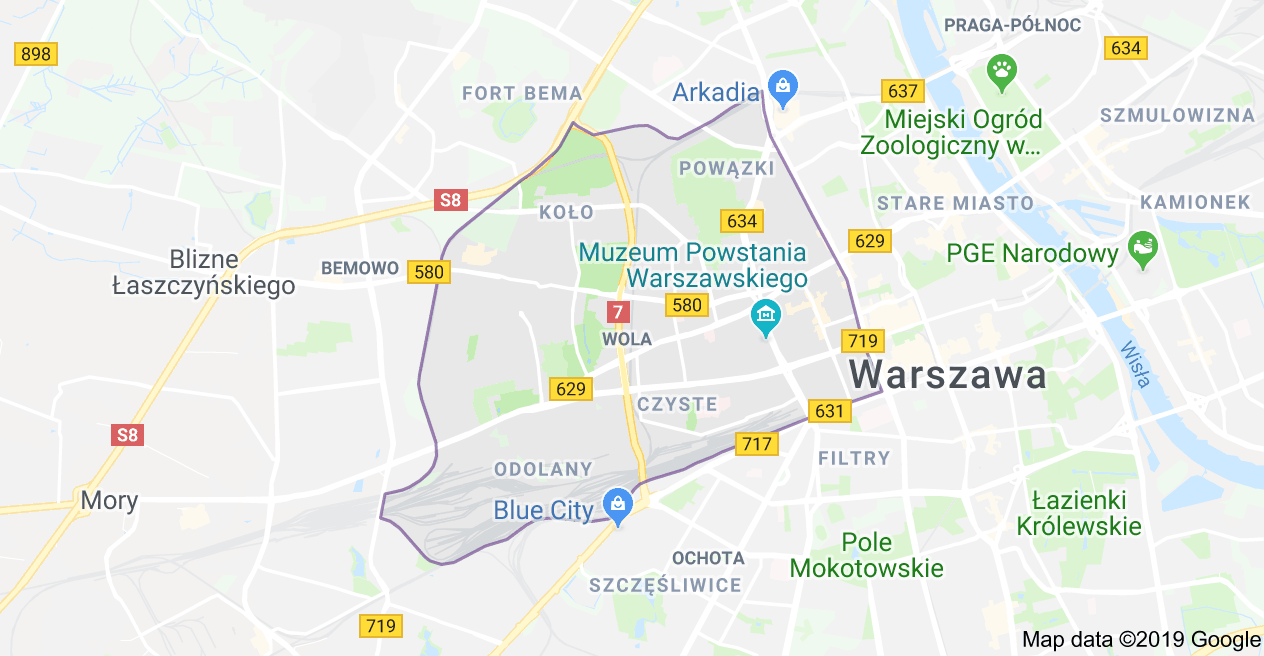 PRAGA-PÓŁNOC
898
634
FORT BEMA
Arkadia
637
SZMULOWIZNA
Miejski Ogród
Zoologiczny w...
POWĄZKI
S8
KOŁO
STARE MIASTO
KAMIONEK
634
629
Muzeum Powstania
Warszawskiego
PGE Narodowy
Blizne
Łaszczyńskiego
BEMOWO
580
580
7
WOLA
719
Warszawa
Wisła
629
CZYSTE
631
S8
717
FILTRY
ODOLANY
Mory
Blue City
Łazienki
Królewskie
Pole
Mokotowskie
OCHOTA
SZCZĘŚLIWICE
719
Map data ©2019 Google